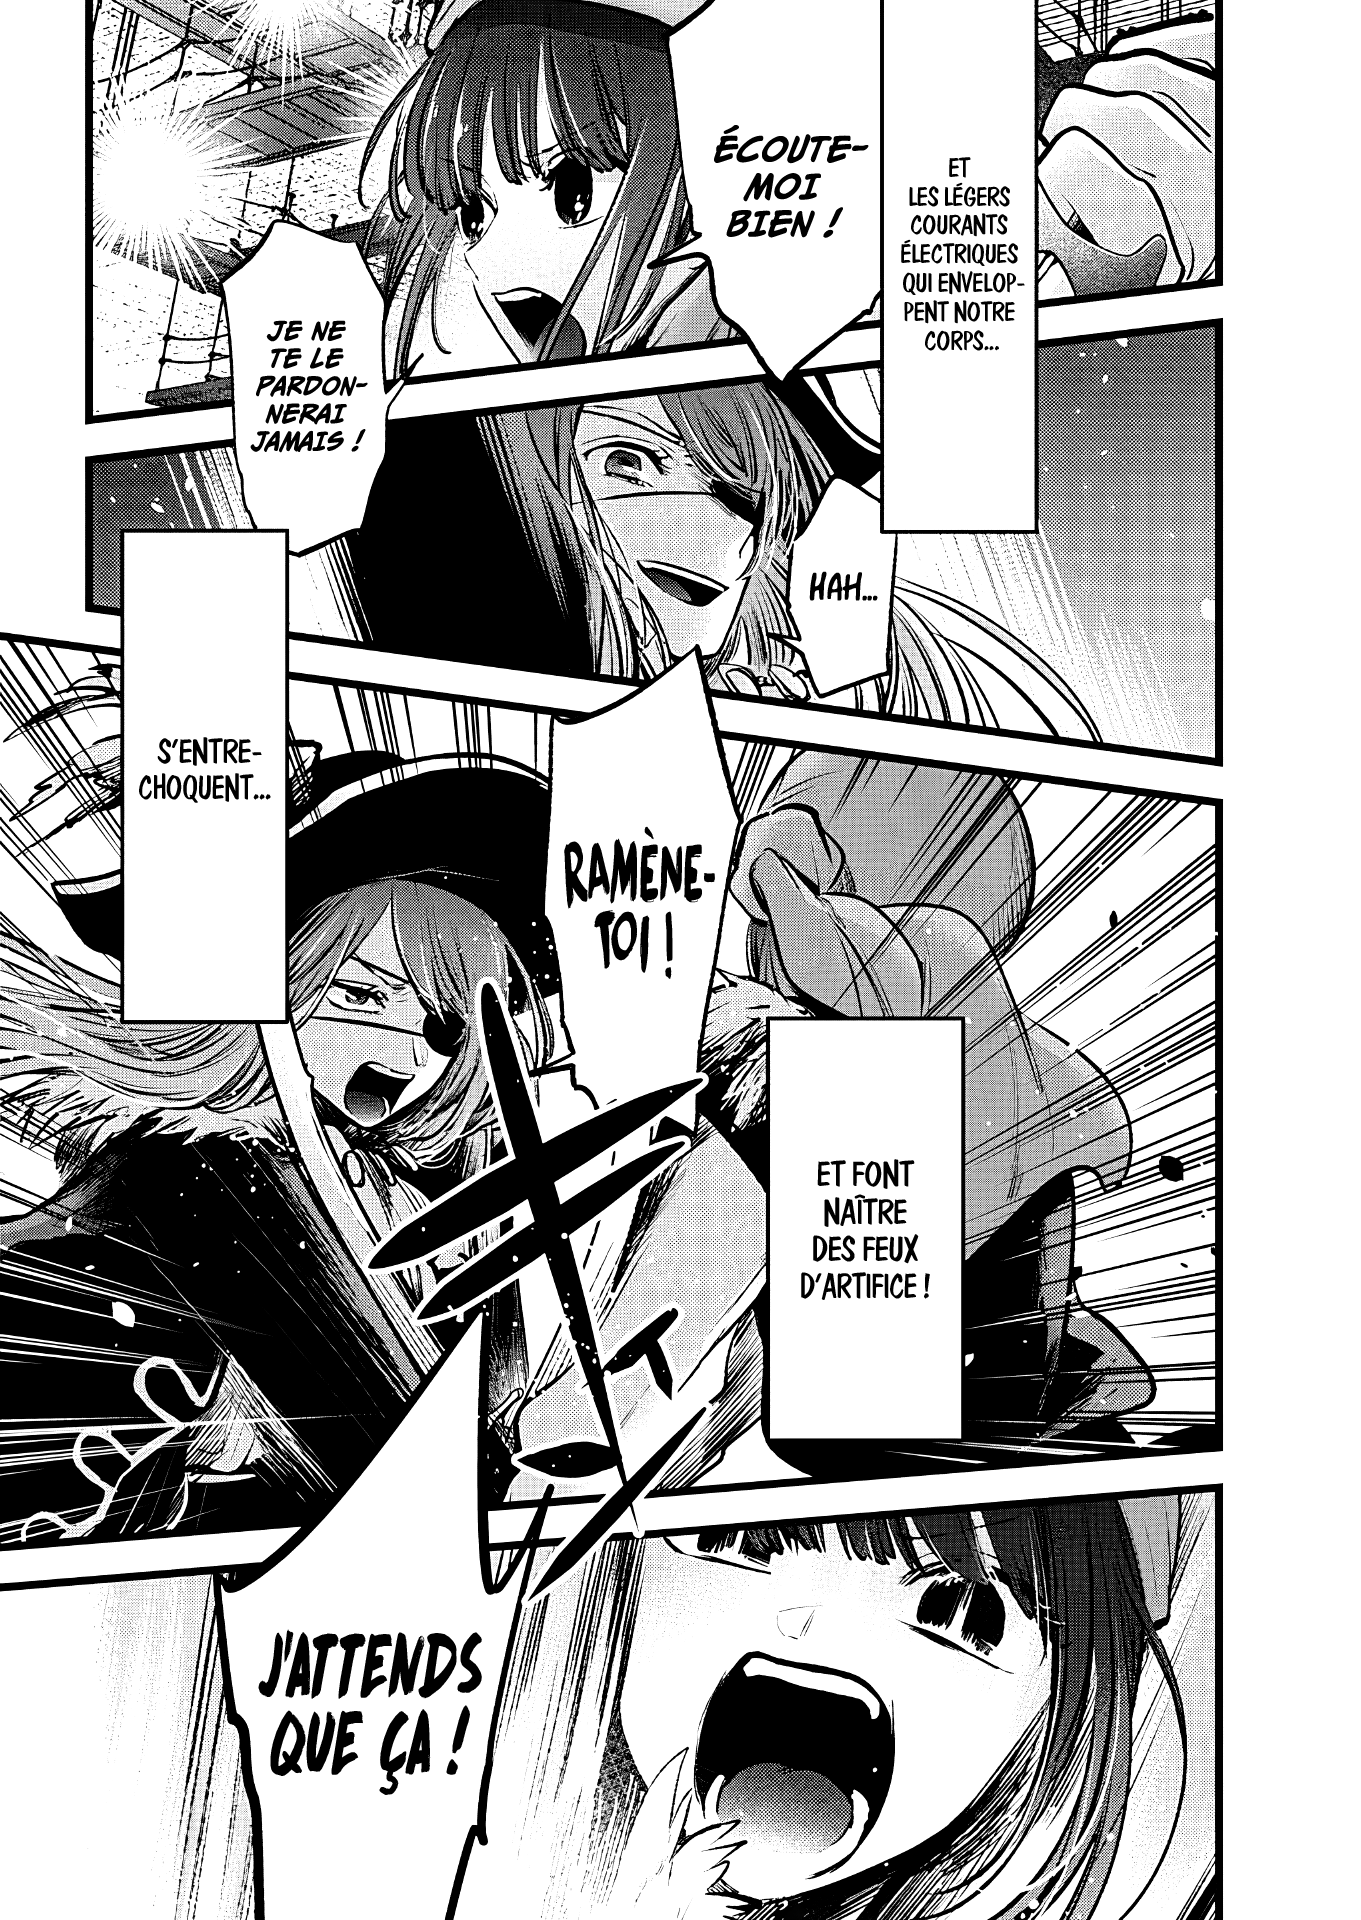 ET
LES LÉGERS
COURANTS
ÉLECTRIQUES
QUI ENVELOP-
PENT NOTRE
CORPS...
ÉCOUTE-
MOI
BIEN !
JE NE
TE LE
PARDON-
NERAI
JAMAIS !
HAH...
S'ENTRE-
CHOQUENT...
RAMÈNE-
TOI !
ET FONT
NAÎTRE
DES FEUX
D'ARTIFICE !
J'ATTENDS
QUE ÇA !